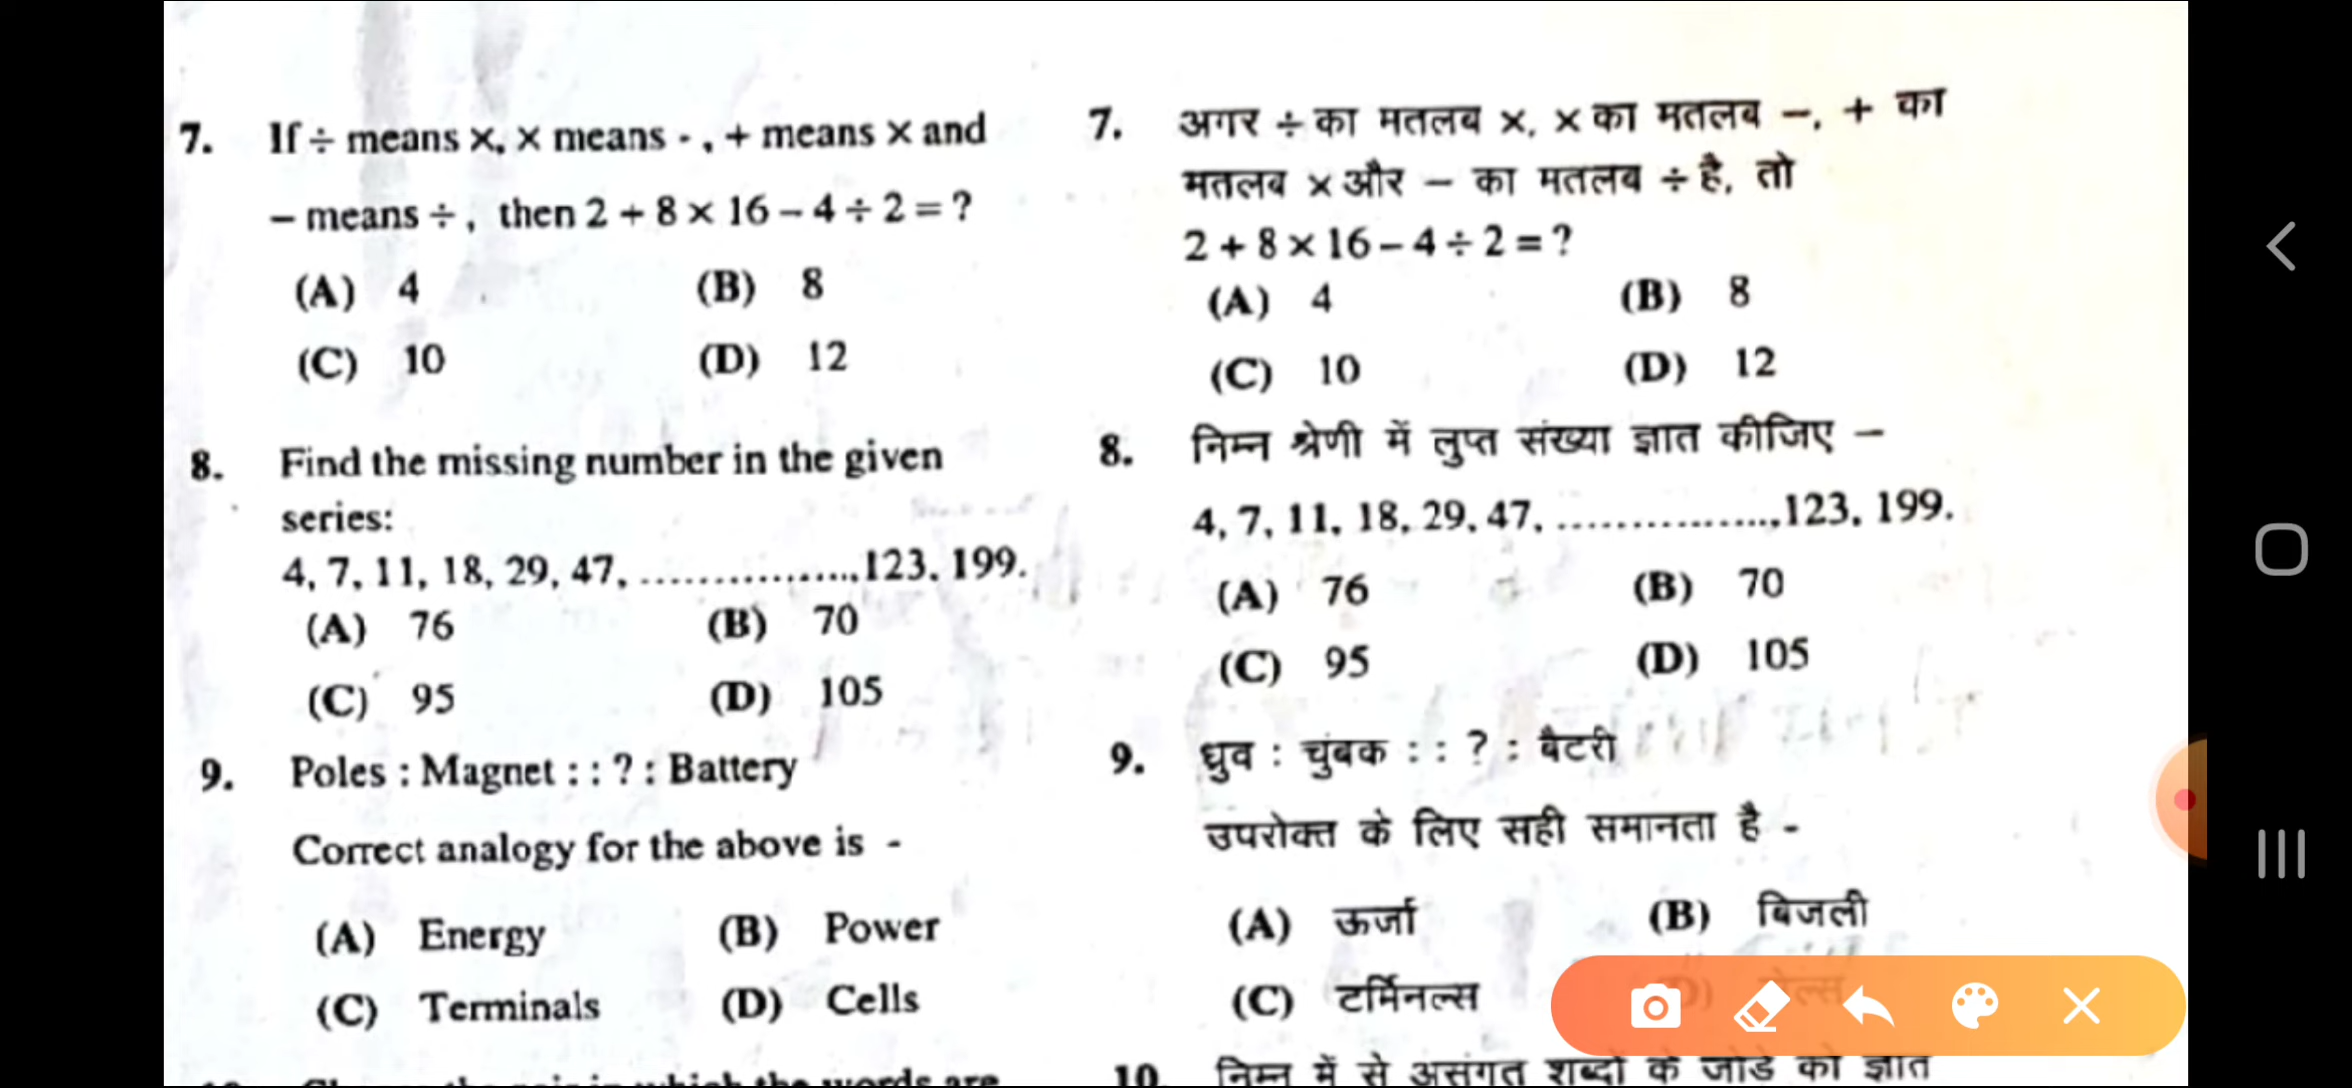 7. If ÷ means ×, × means - , + means × and
– means ÷ , then 2 + 8 × 16 – 4 ÷ 2 = ?
(A) 4 (B) 8
(C) 10 (D) 12
8. Find the missing number in the given
series:
4, 7, 11, 18, 29, 47, ................,123, 199.
(A) 76 (B) 70
(C) 95 (D) 105
9. Poles : Magnet : : ? : Battery
Correct analogy for the above is -
(A) Energy (B) Power
(C) Terminals (D) Cells
7. अगर ÷ का मतलब ×, × का मतलब –, + का
मतलब × और – का मतलब ÷ है, तो
2 + 8 × 16 – 4 ÷ 2 = ?
(A) 4 (B) 8
(C) 10 (D) 12
8. निम्न श्रेणी में लुप्त संख्या ज्ञात कीजिए –
4, 7, 11, 18, 29, 47, ................,123, 199.
(A) 76 (B) 70
(C) 95 (D) 105
9. ध्रुव : चुंबक : : ? : बैटरी
उपरोक्त के लिए सही समानता है -
(A) ऊर्जा (B) बिजली
(C) टर्मिनल्स
10. निम्न में से असंगत शब्दों के जोडे को ज्ञात